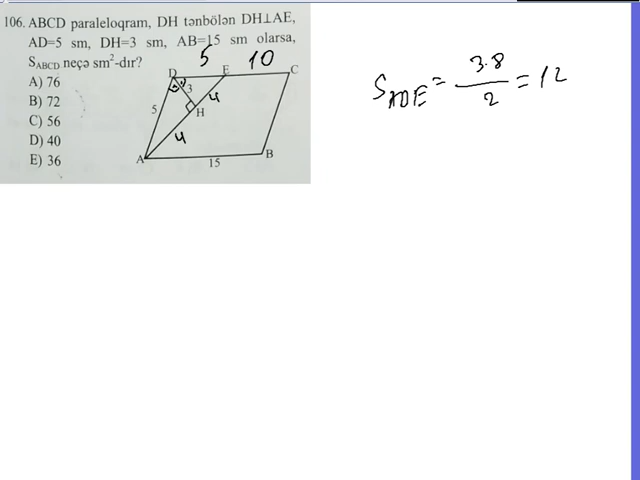 106. ABCD paraleloqram, DH tənbölən DH⊥AE,
AD=5 sm, DH=3 sm, AB=15 sm olarsa,
S_ABCD neçə sm²-dır?
A) 76
B) 72
C) 56
D) 40
E) 36
5 10
D E C
3 4
5 H
4
A 15 B
S_ADE = 3·8/2 = 12